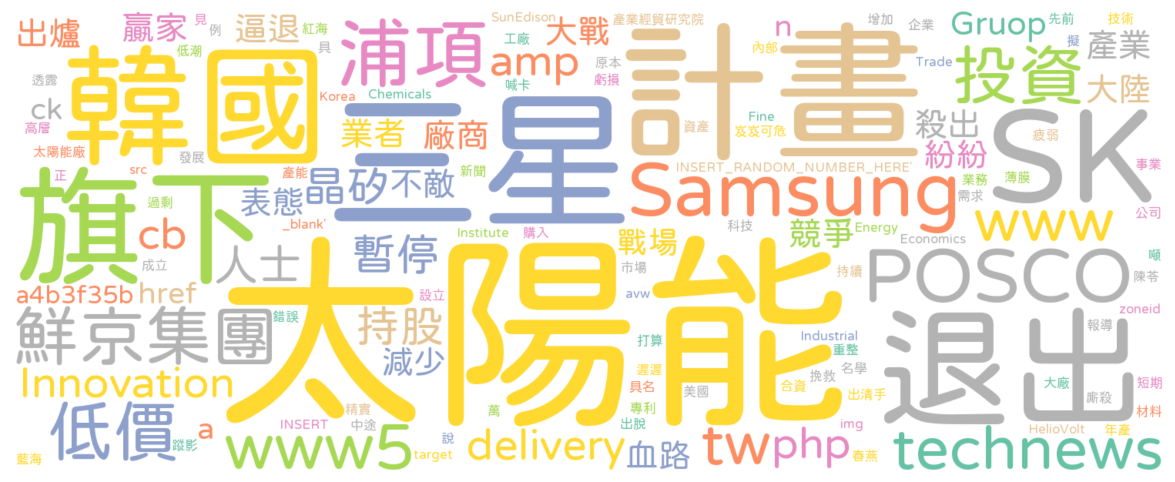 出爐
贏家
見
例
低潮
逼退
紅海
具
浦項
SunEdison
工廠
大戰
產業經貿研究院
amp
原本
喊卡
虧損
計畫
n
內部
擬
增加
企業
Trade
Gruop
先前
技術
產業
投資
大陸
透露
ck
高層
韓國
Korea
Chemicals
業者
廠商
三星
資產
Fine
岌岌可危
殺出
紛紛
SK
疲弱
事業
太陽能廠
發展
正
src
產能
晶矽
不敵
新聞
INSERT_RANDOM_NUMBER_HERE'
Samsung
業務
薄膜
需求
www
公司
旗下
過剩
cb
_blank'
表態
暫停
Institute
購入
戰場
科技
競爭
Energy
Economics
成立
人士
市場
持續
POSCO
噸
陳苓
a4b3f35b
href
設立
avw
zoneid
鮮京集團
錯誤
持股
減少
太陽能
打算
Industrial
重整
退出
報導
遲遲
具名
美國
合資
挽救
名學
出清手
大廠
短期
Innovation
精實
萬
專利
廝殺
材料
低價
INSERT
中途
出脫
img
HelioVolt
年產
藍海
蹤影
a
www5
說
target
delivery
血路
tw
php
春燕
technews